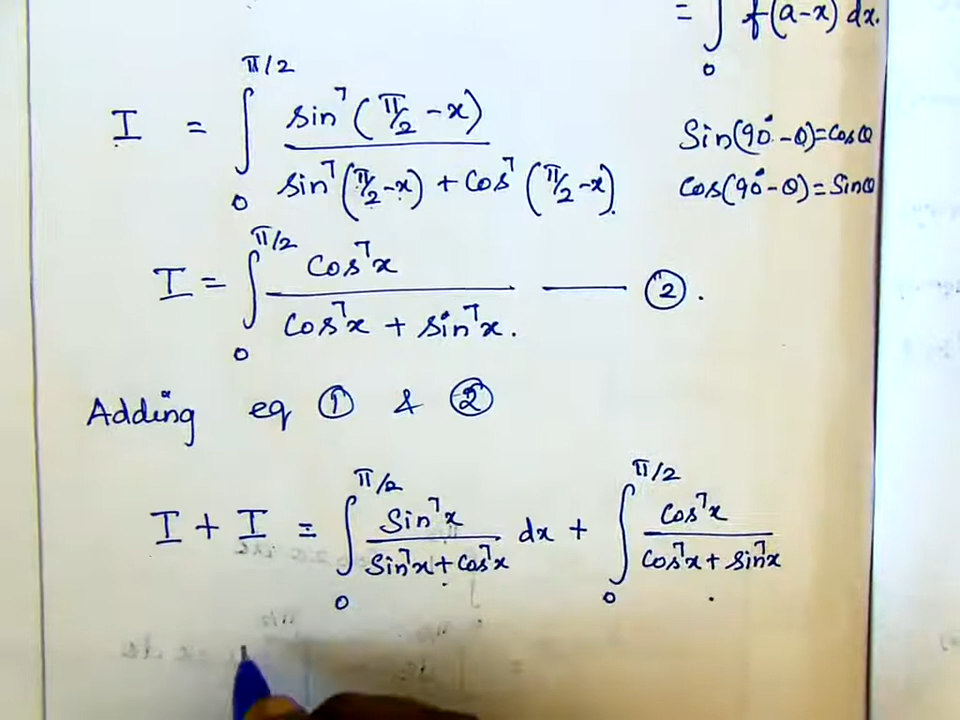 = ∫₀ f(a-x) dx.
I = ∫₀^{π/2} sin⁷(π/2 -x) / sin⁷(π/2-x) + cos⁷(π/2-x).
Sin(90° - θ)=cosθ
cos(90° - θ)= Sinθ
I = ∫₀^{π/2} cos⁷x / cos⁷x + sin⁷x. —— ②.
Adding eq ① & ②
I + I = ∫₀^{π/2} Sin⁷x / Sin⁷x + cos⁷x dx + ∫₀^{π/2} cos⁷x / cos⁷x + sin⁷x